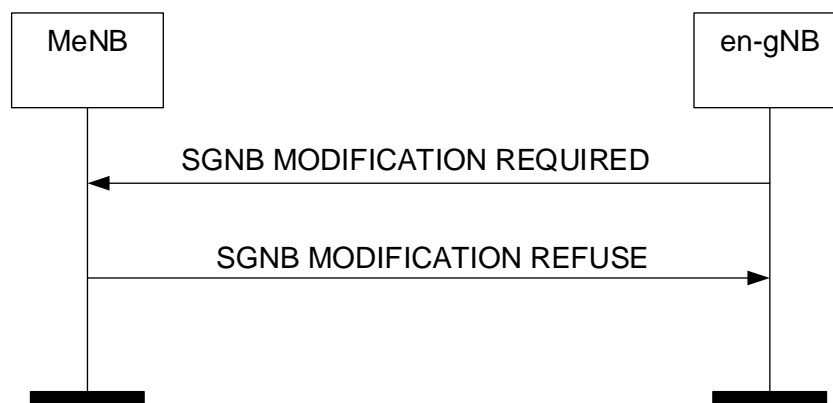 MeNB
en-gNB
SGNB MODIFICATION REQUIRED
SGNB MODIFICATION REFUSE